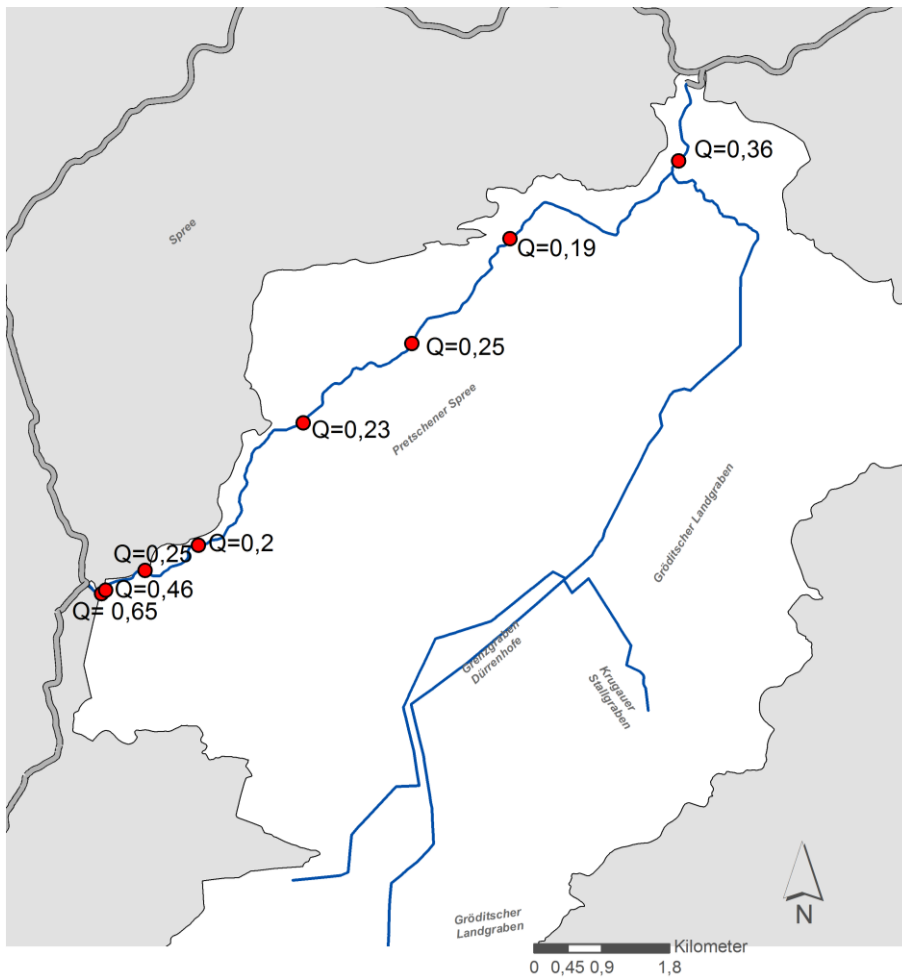 Q=0,36
Spree
Q=0,19
Q=0,25
Pretschener Spree
Q=0,23
Gröditscher Landgraben
Q=0,2
Q=0,25
Q=0,46
Q= 0,65
Grenzgraben
Dürrenhofe
Krugauer
Stallgraben
Gröditscher
Landgraben
N
Kilometer
0 0,45 0,9 1,8